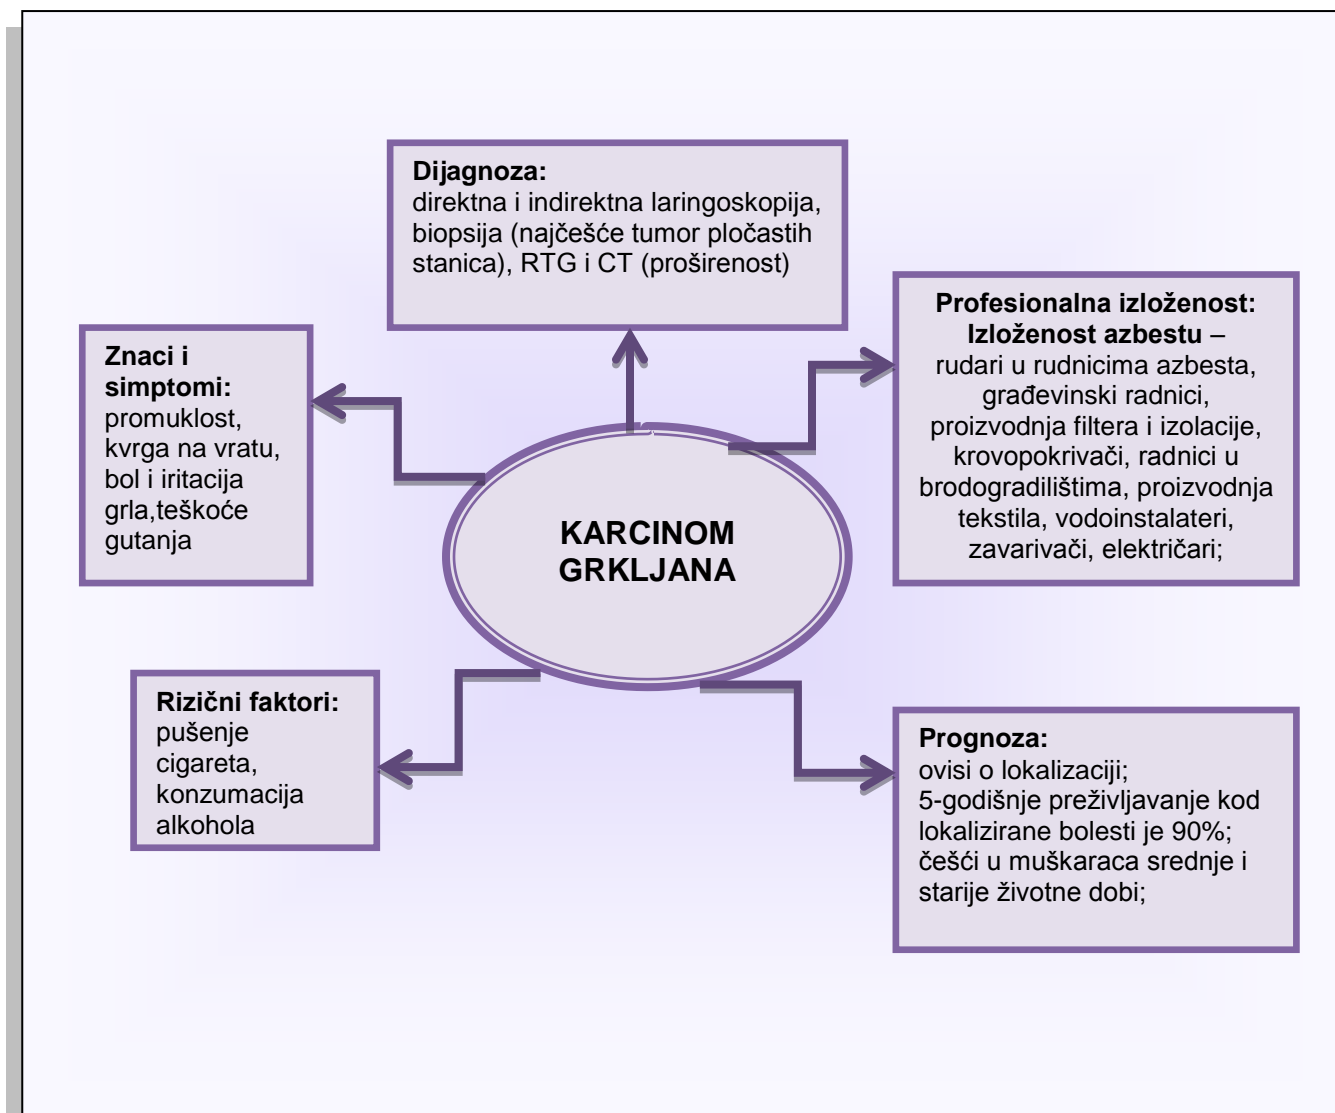 Dijagnoza:
direktna i indirektna laringoskopija,
biopsija (najčešće tumor pločastih
stanica), RTG i CT (proširenost)
Profesionalna izloženost:
Izloženost azbestu –
rudari u rudnicima azbesta,
građevinski radnici,
proizvodnja filtera i izolacije,
krovopokrivači, radnici u
brodogradilištima, proizvodnja
tekstila, vodoinstalateri,
zavarivači, električari;
Znaci i
simptomi:
promuklost,
kvrga na vratu,
bol i iritacija
grla,teškoće
gutanja
KARCINOM
GRKLJANA
Rizični faktori:
pušenje
cigareta,
konzumacija
alkohola
Prognoza:
ovisi o lokalizaciji;
5-godišnje preživljavanje kod
lokalizirane bolesti je 90%;
češći u muškaraca srednje i
starije životne dobi;